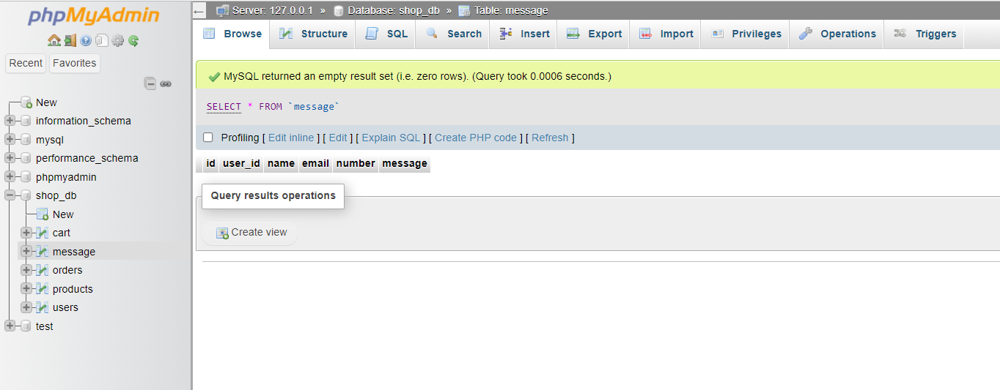 phpMyAdmin
Recent Favorites
New
information_schema
mysql
performance_schema
phpmyadmin
shop_db
New
cart
message
orders
products
users
test
Server: 127.0.0.1 » Database: shop_db » Table: message
Browse Structure SQL Search Insert Export Import Privileges Operations Triggers
MySQL returned an empty result set (i.e. zero rows). (Query took 0.0006 seconds.)
SELECT * FROM `message`
Profiling [ Edit inline ] [ Edit ] [ Explain SQL ] [ Create PHP code ] [ Refresh ]
id user_id name email number message
Query results operations
Create view